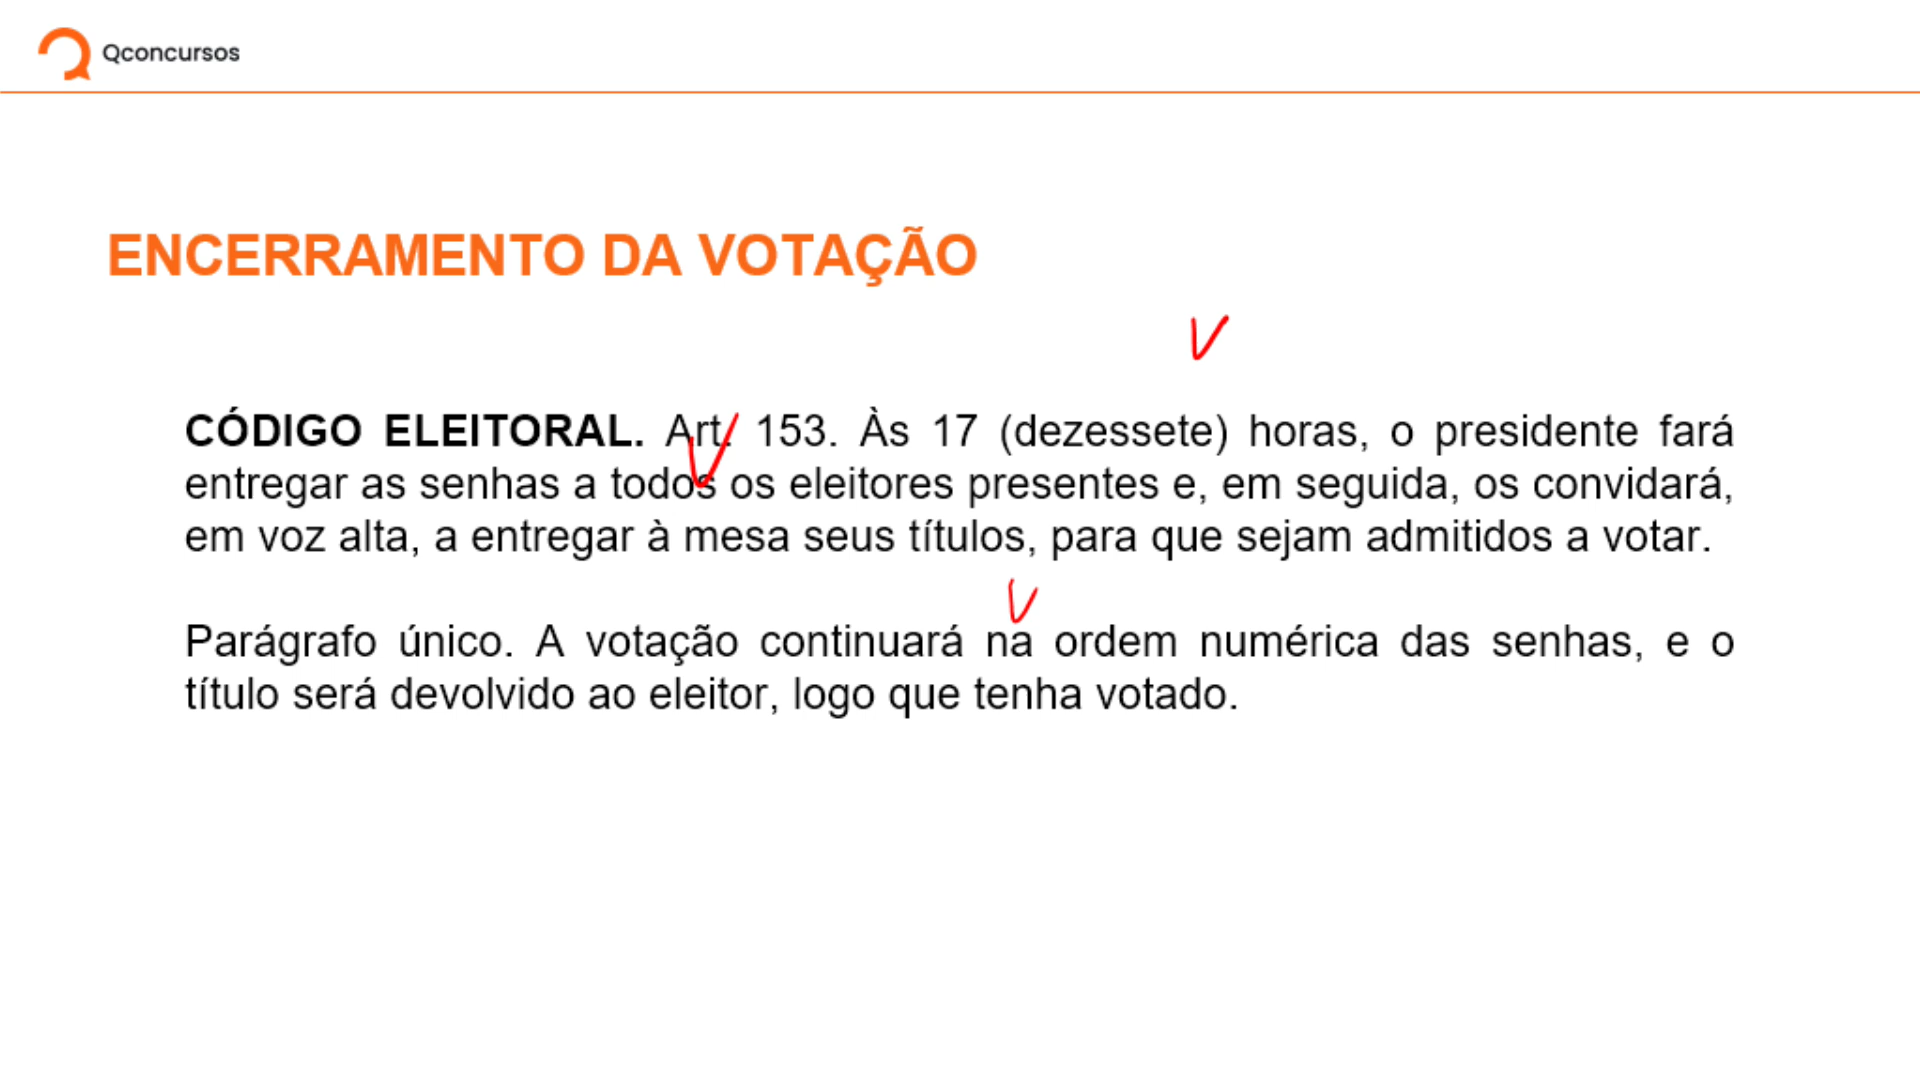 Qconcursos
ENCERRAMENTO DA VOTAÇÃO
CÓDIGO ELEITORAL. Art. 153. Às 17 (dezessete) horas, o presidente fará
entregar as senhas a todos os eleitores presentes e, em seguida, os convidará,
em voz alta, a entregar à mesa seus títulos, para que sejam admitidos a votar.
Parágrafo único. A votação continuará na ordem numérica das senhas, e o
título será devolvido ao eleitor, logo que tenha votado.